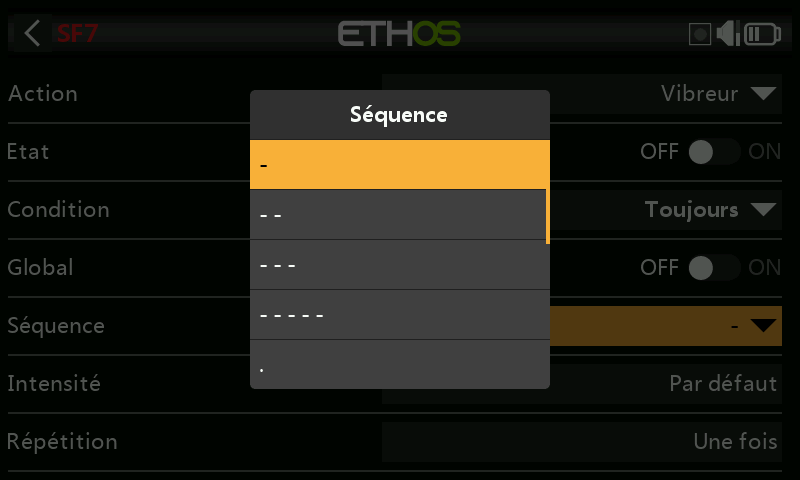 SF7
ETHOS
Action
Vibreur
Etat
OFF ON
Condition
Toujours
Global
OFF ON
Séquence
-
Intensité
Par défaut
Répétition
Une fois
Séquence
-
- -
- - -
- - - - -
.